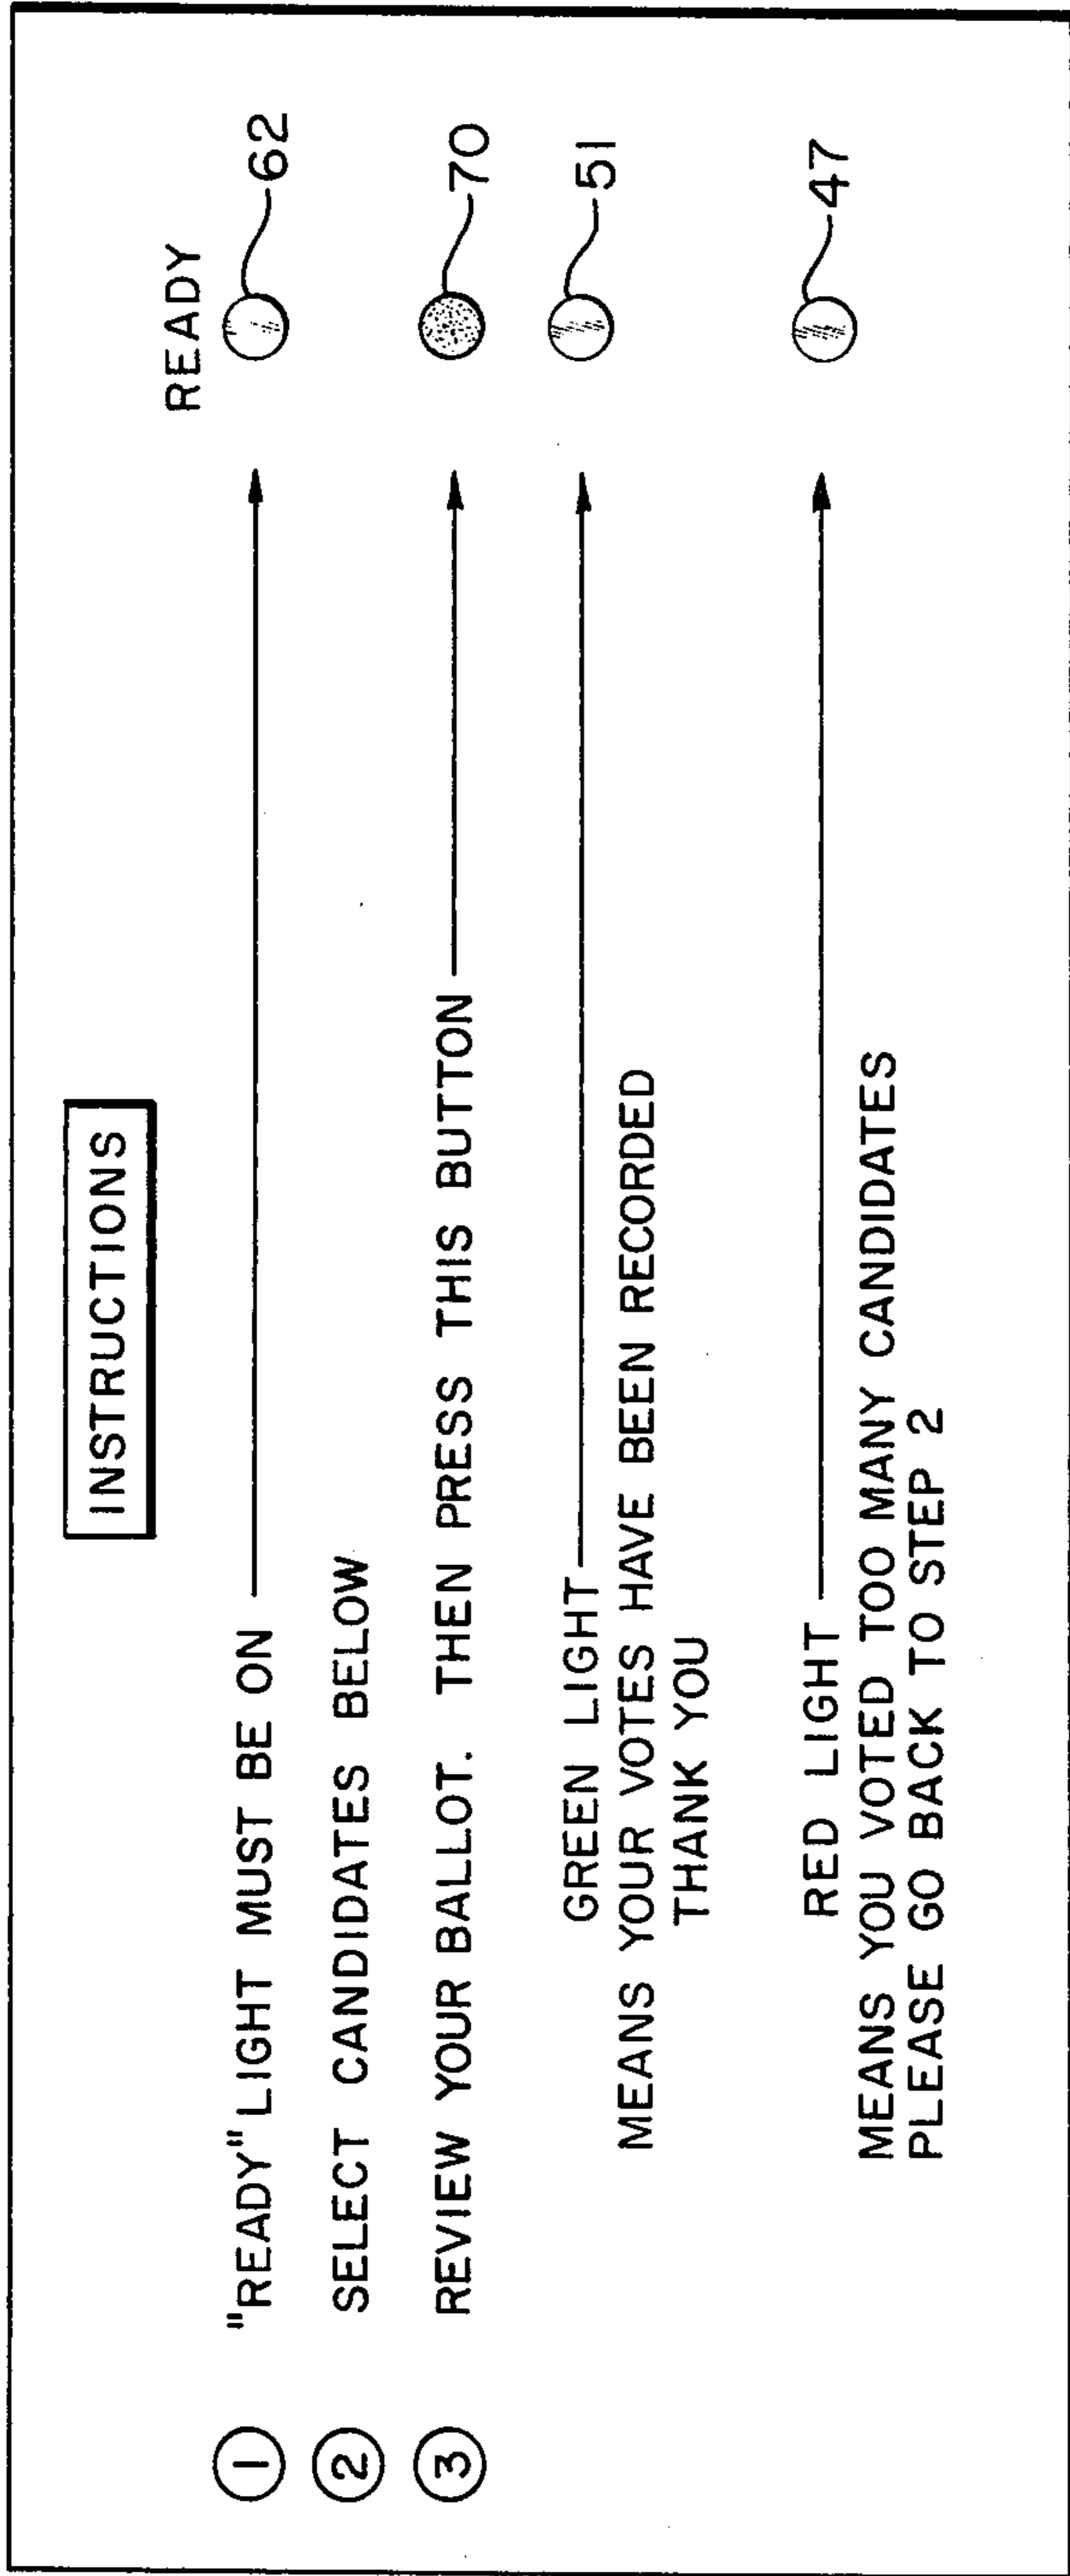 INSTRUCTIONS
READY
① "READY" LIGHT MUST BE ON 62
② SELECT CANDIDATES BELOW
③ REVIEW YOUR BALLOT. THEN PRESS THIS BUTTON 70
GREEN LIGHT 51
MEANS YOUR VOTES HAVE BEEN RECORDED
THANK YOU
RED LIGHT 47
MEANS YOU VOTED TOO MANY CANDIDATES
PLEASE GO BACK TO STEP 2